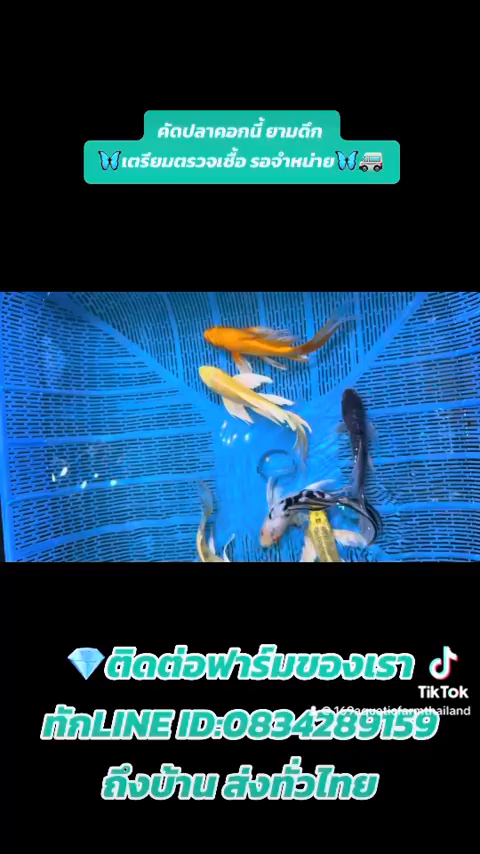 คัดปลาคอกนี้ ยามดึก
🦋เตรียมตรวจเชื้อ รอจำหน่าย🦋🚐
💎ติดต่อฟาร์มของเรา
TikTok
ทักLINE ID:0834289159
@169aquaticfarmthailand
ถึงบ้าน ส่งทั่วไทย